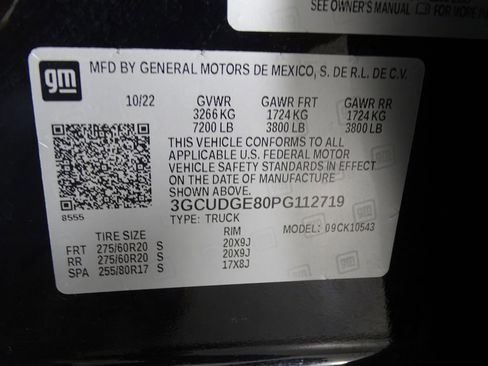 SEE OWNER'S MANUAL
FOR MORE
gm
MFD BY GENERAL MOTORS DE MEXICO, S. DE R.L. DE C.V.
10/22 GVWR GAWR FRT GAWR RR
3266 KG 1724 KG 1724 KG
7200 LB 3800 LB 3800 LB
THIS VEHICLE CONFORMS TO ALL
APPLICABLE U.S. FEDERAL MOTOR
VEHICLE SAFETY STANDARDS IN
EFFECT ON THE DATE OF MANUFACTURE
SHOWN ABOVE.
3GCUDGE80PG112719
8555
TYPE: TRUCK MODEL: 09CK10543
TIRE SIZE RIM
FRT 275/60R20 S 20X9J
RR 275/60R20 S 20X9J
SPA 255/80R17 S 17X8J